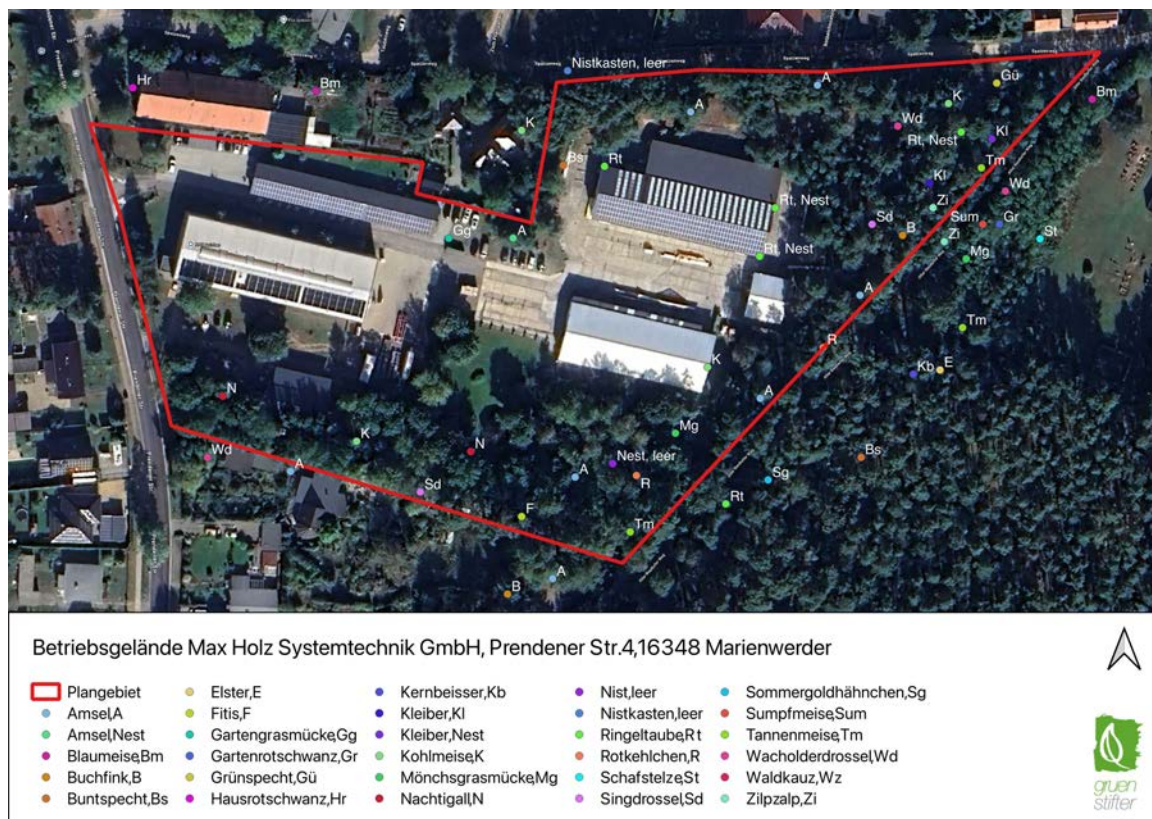 Nistkasten, leer
Hr
Bm
A
Gü
Bm
K
A
K
Wd
Rt, Nest
Kl
Bs
Rt
Tm
Kl
Wd
Rt, Nest
Zi
Sd
Sum
Gr
Gg
A
B
Zi
St
Rt, Nest
Mg
A
Tm
R
K
Kb
E
N
A
K
Mg
N
Wd
A
Nest, leer
A
R
Bs
Sd
Sg
F
Rt
Tm
A
B
Betriebsgelände Max Holz Systemtechnik GmbH, Prendener Str.4,16348 Marienwerder
Plangebiet
Amsel,A
Amsel,Nest
Blaumeise,Bm
Buchfink,B
Buntspecht,Bs
Elster,E
Fitis,F
Gartengrasmücke,Gg
Gartenrotschwanz,Gr
Grünspecht,Gü
Hausrotschwanz,Hr
Kernbeisser,Kb
Kleiber,Kl
Kleiber,Nest
Kohlmeise,K
Mönchsgrasmücke,Mg
Nachtigall,N
Nist,leer
Nistkasten,leer
Ringeltaube,Rt
Rotkehlchen,R
Schafstelze,St
Singdrossel,Sd
Sommergoldhähnchen,Sg
Sumpfmeise,Sum
Tannenmeise,Tm
Wacholderdrossel,Wd
Waldkauz,Wz
Zilpzalp,Zi
gruen
stifter